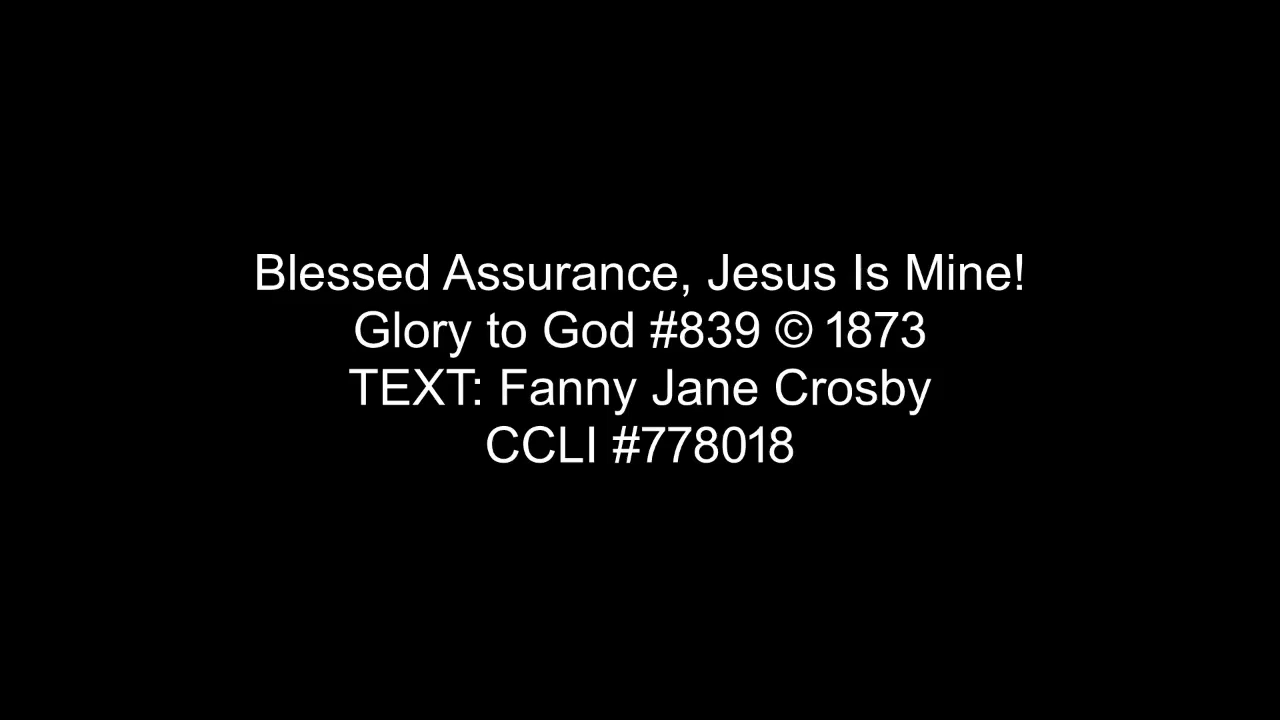 Blessed Assurance, Jesus Is Mine!
Glory to God #839 © 1873
TEXT: Fanny Jane Crosby
CCLI #778018